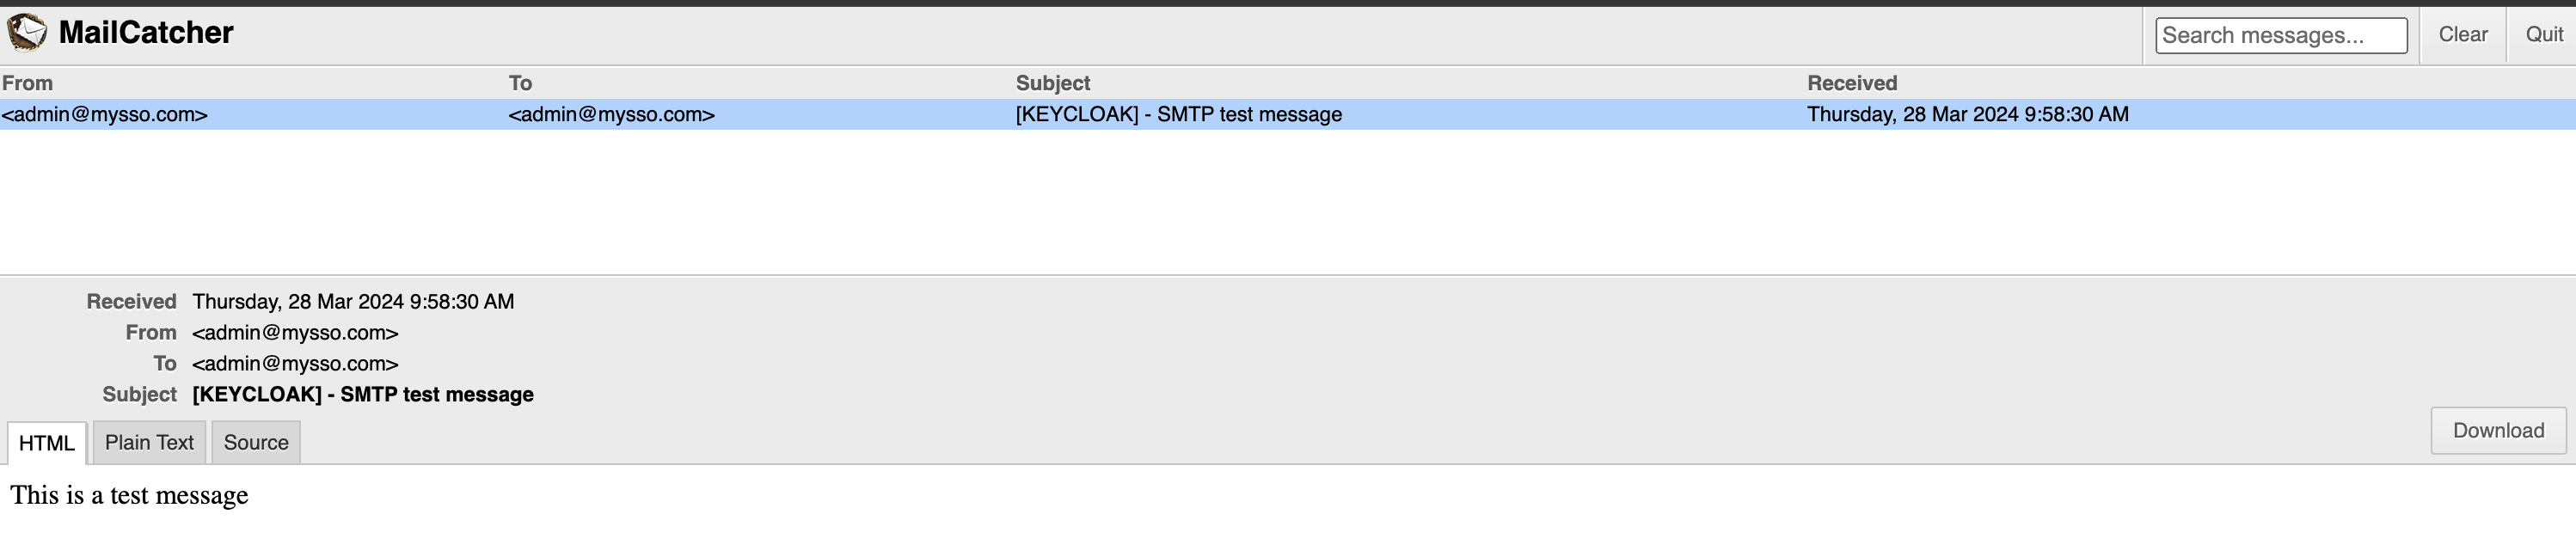 MailCatcher
Search messages... Clear Quit
From To Subject Received
<admin@mysso.com> <admin@mysso.com> [KEYCLOAK] - SMTP test message Thursday, 28 Mar 2024 9:58:30 AM
Received Thursday, 28 Mar 2024 9:58:30 AM
From <admin@mysso.com>
To <admin@mysso.com>
Subject [KEYCLOAK] - SMTP test message
HTML Plain Text Source Download
This is a test message